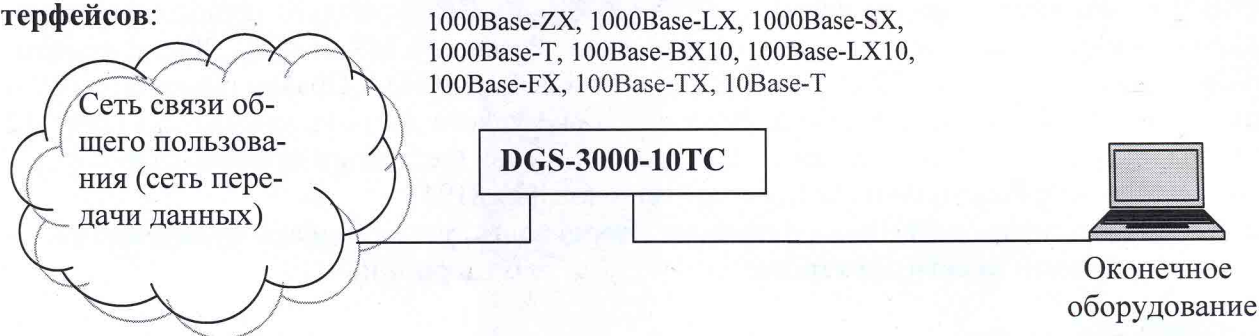 терфейсов:
1000Base-ZX, 1000Base-LX, 1000Base-SX,
1000Base-T, 100Base-BX10, 100Base-LX10,
100Base-FX, 100Base-TX, 10Base-T
Сеть связи об-
щего пользова-
ния (сеть пере-
дачи данных)
DGS-3000-10TC
Оконечное
оборудование